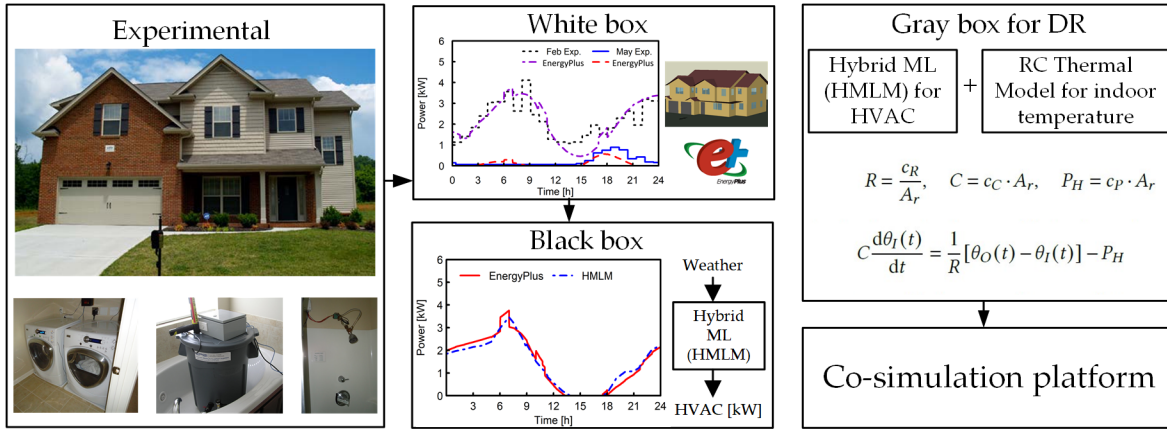 Experimental
White box
Feb Exp.
May Exp.
EnergyPlus
EnergyPlus
Power [kW]
6
5
4
3
2
1
0
0
3
6
9
12
15
18
21
24
Time [h]
e+
EnergyPlus
Black box
EnergyPlus
HMLM
Power [kW]
6
5
4
3
2
1
0
3
6
9
12
15
18
21
24
Time [h]
Weather
Hybrid
ML
(HMLM)
HVAC [kW]
Gray box for DR
Hybrid ML
(HMLM) for
HVAC
+
RC Thermal
Model for indoor
temperature
R = c_R / A_r, C = c_C · A_r, P_H = c_P · A_r
C dθ_I(t)/dt = 1/R [θ_O(t) − θ_I(t)] − P_H
Co-simulation platform